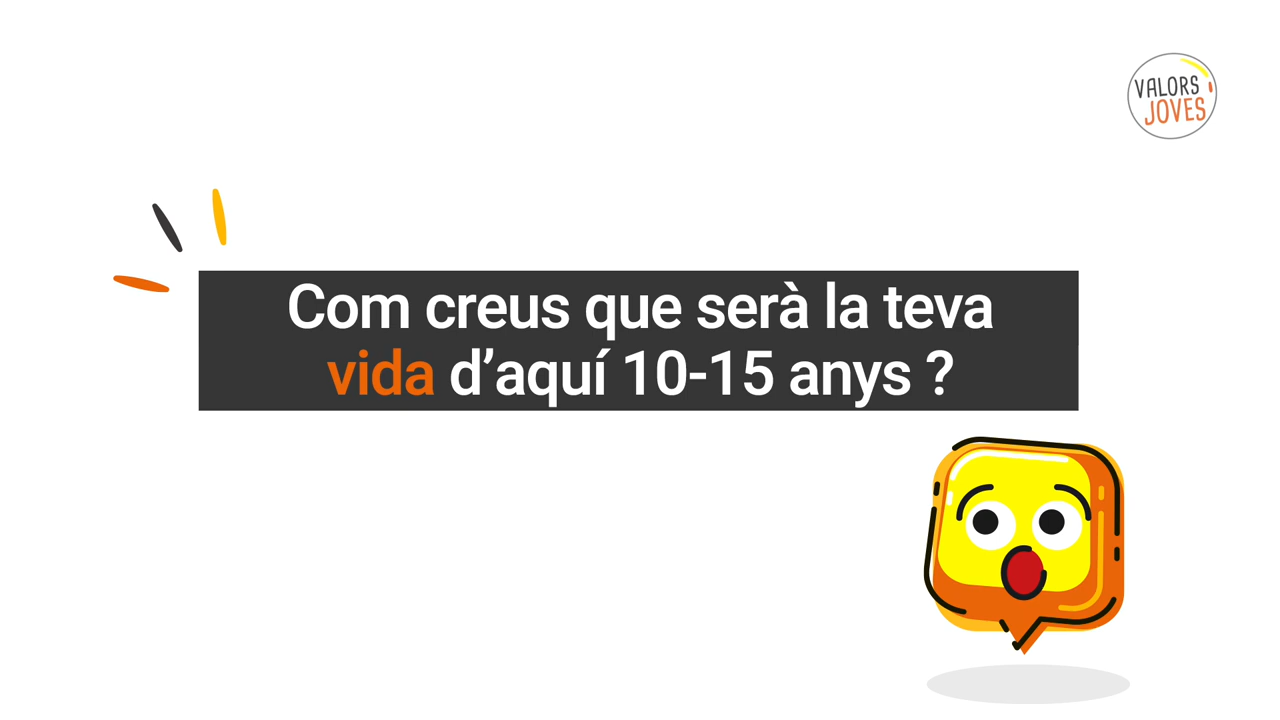 VALORS
JOVES
Com creus que serà la teva
vida d’aquí 10-15 anys ?